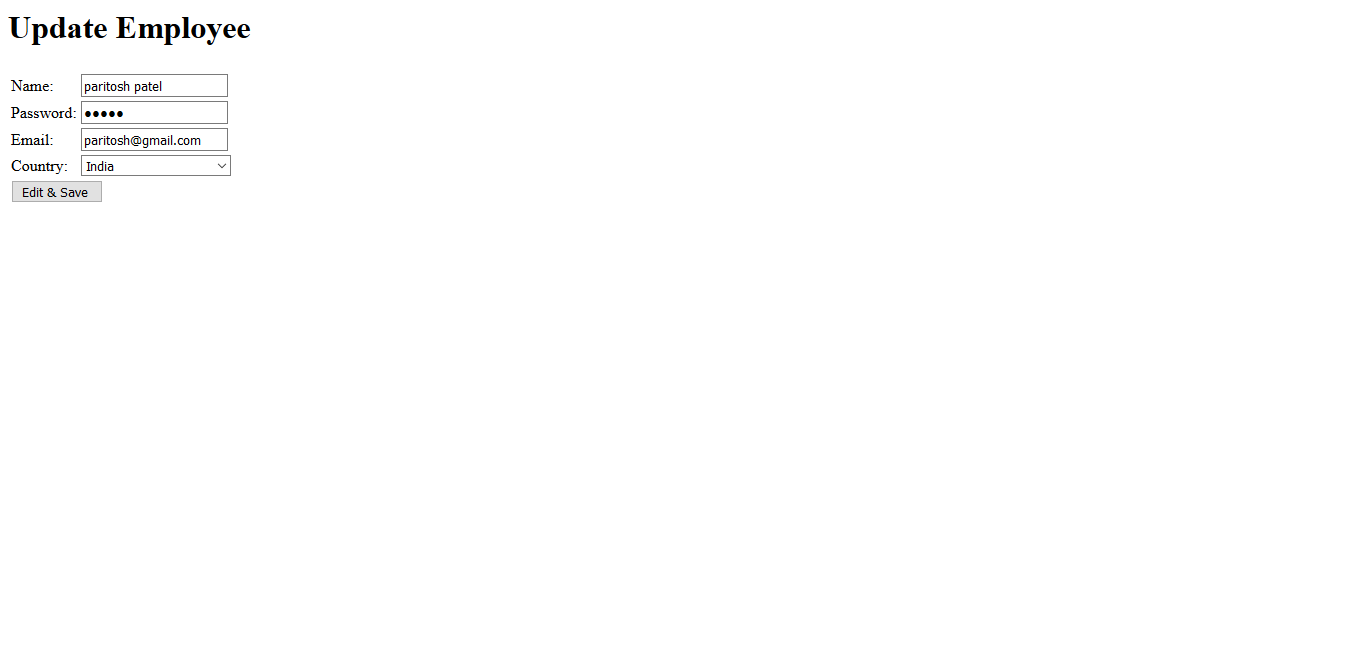 Update Employee
Name: paritosh patel
Password: •••••
Email: paritosh@gmail.com
Country: India
Edit & Save